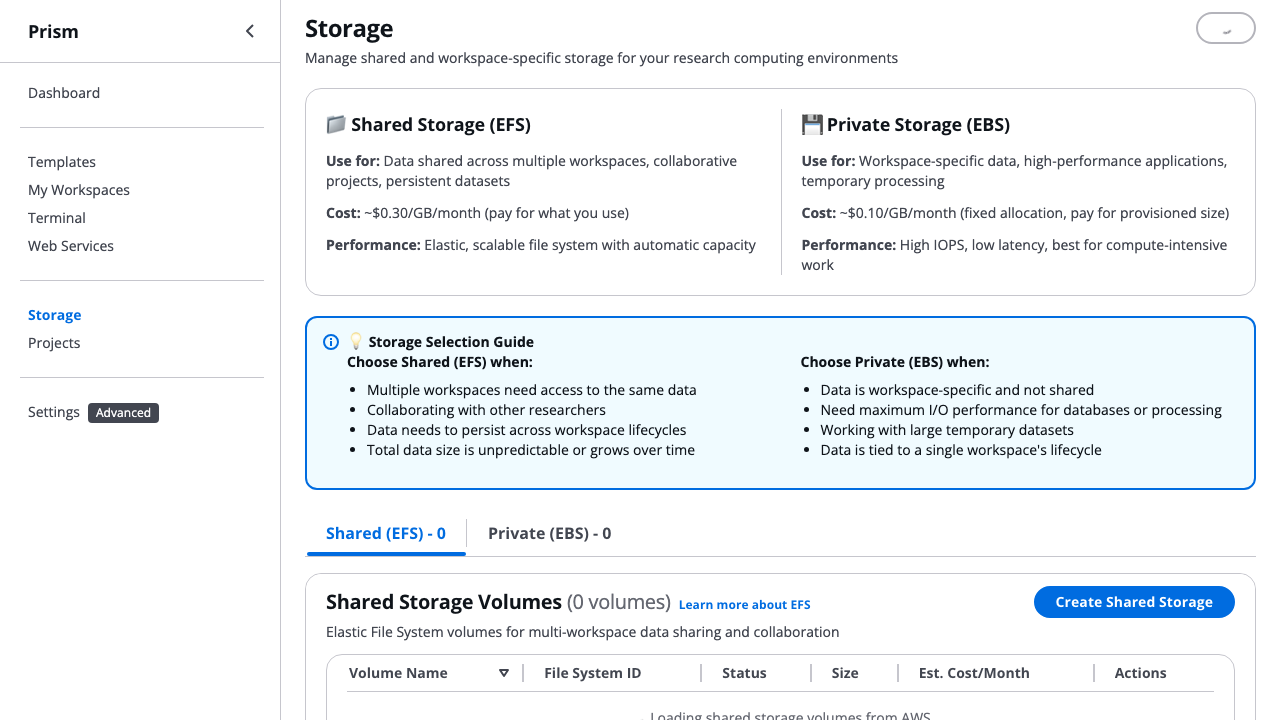 Prism
Dashboard
Templates
My Workspaces
Terminal
Web Services
Storage
Projects
Settings Advanced
Storage
Manage shared and workspace-specific storage for your research computing environments
Shared Storage (EFS)
Use for: Data shared across multiple workspaces, collaborative
projects, persistent datasets
Cost: ~$0.30/GB/month (pay for what you use)
Performance: Elastic, scalable file system with automatic capacity
Private Storage (EBS)
Use for: Workspace-specific data, high-performance applications,
temporary processing
Cost: ~$0.10/GB/month (fixed allocation, pay for provisioned size)
Performance: High IOPS, low latency, best for compute-intensive
work
Storage Selection Guide
Choose Shared (EFS) when:
Multiple workspaces need access to the same data
Collaborating with other researchers
Data needs to persist across workspace lifecycles
Total data size is unpredictable or grows over time
Choose Private (EBS) when:
Data is workspace-specific and not shared
Need maximum I/O performance for databases or processing
Working with large temporary datasets
Data is tied to a single workspace's lifecycle
Shared (EFS) - 0
Private (EBS) - 0
Shared Storage Volumes (0 volumes) Learn more about EFS
Create Shared Storage
Elastic File System volumes for multi-workspace data sharing and collaboration
Volume Name File System ID Status Size Est. Cost/Month Actions
Loading shared storage volumes from AWS